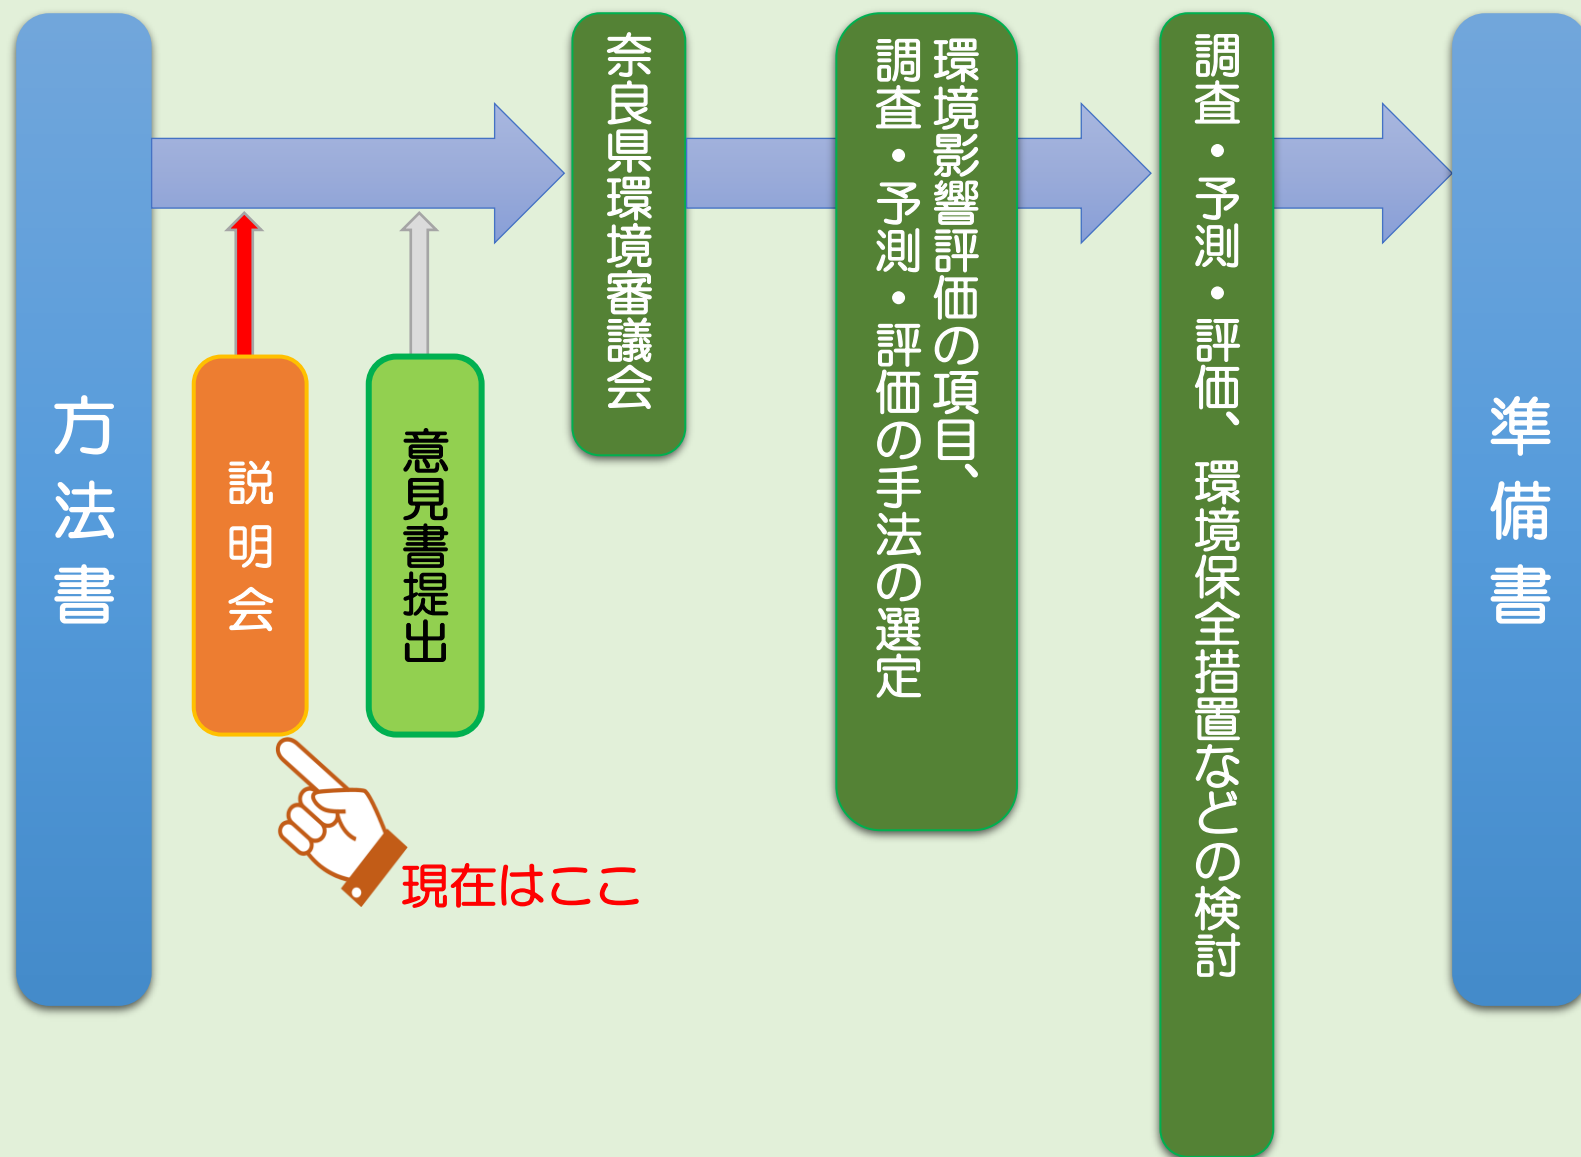 方法書
説明会
意見書提出
現在はここ
奈良県環境審議会
環境影響評価の項目、
調査・予測・評価の手法の選定
調査・予測・評価、環境保全措置などの検討
準備書